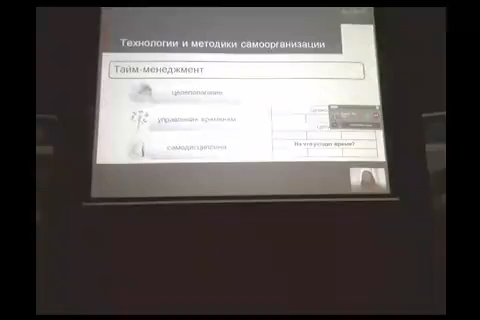 Технологии и методики самоорганизации
Тайм-менеджмент
целеполагание
управление временем
самодисциплина
На что уходит время?